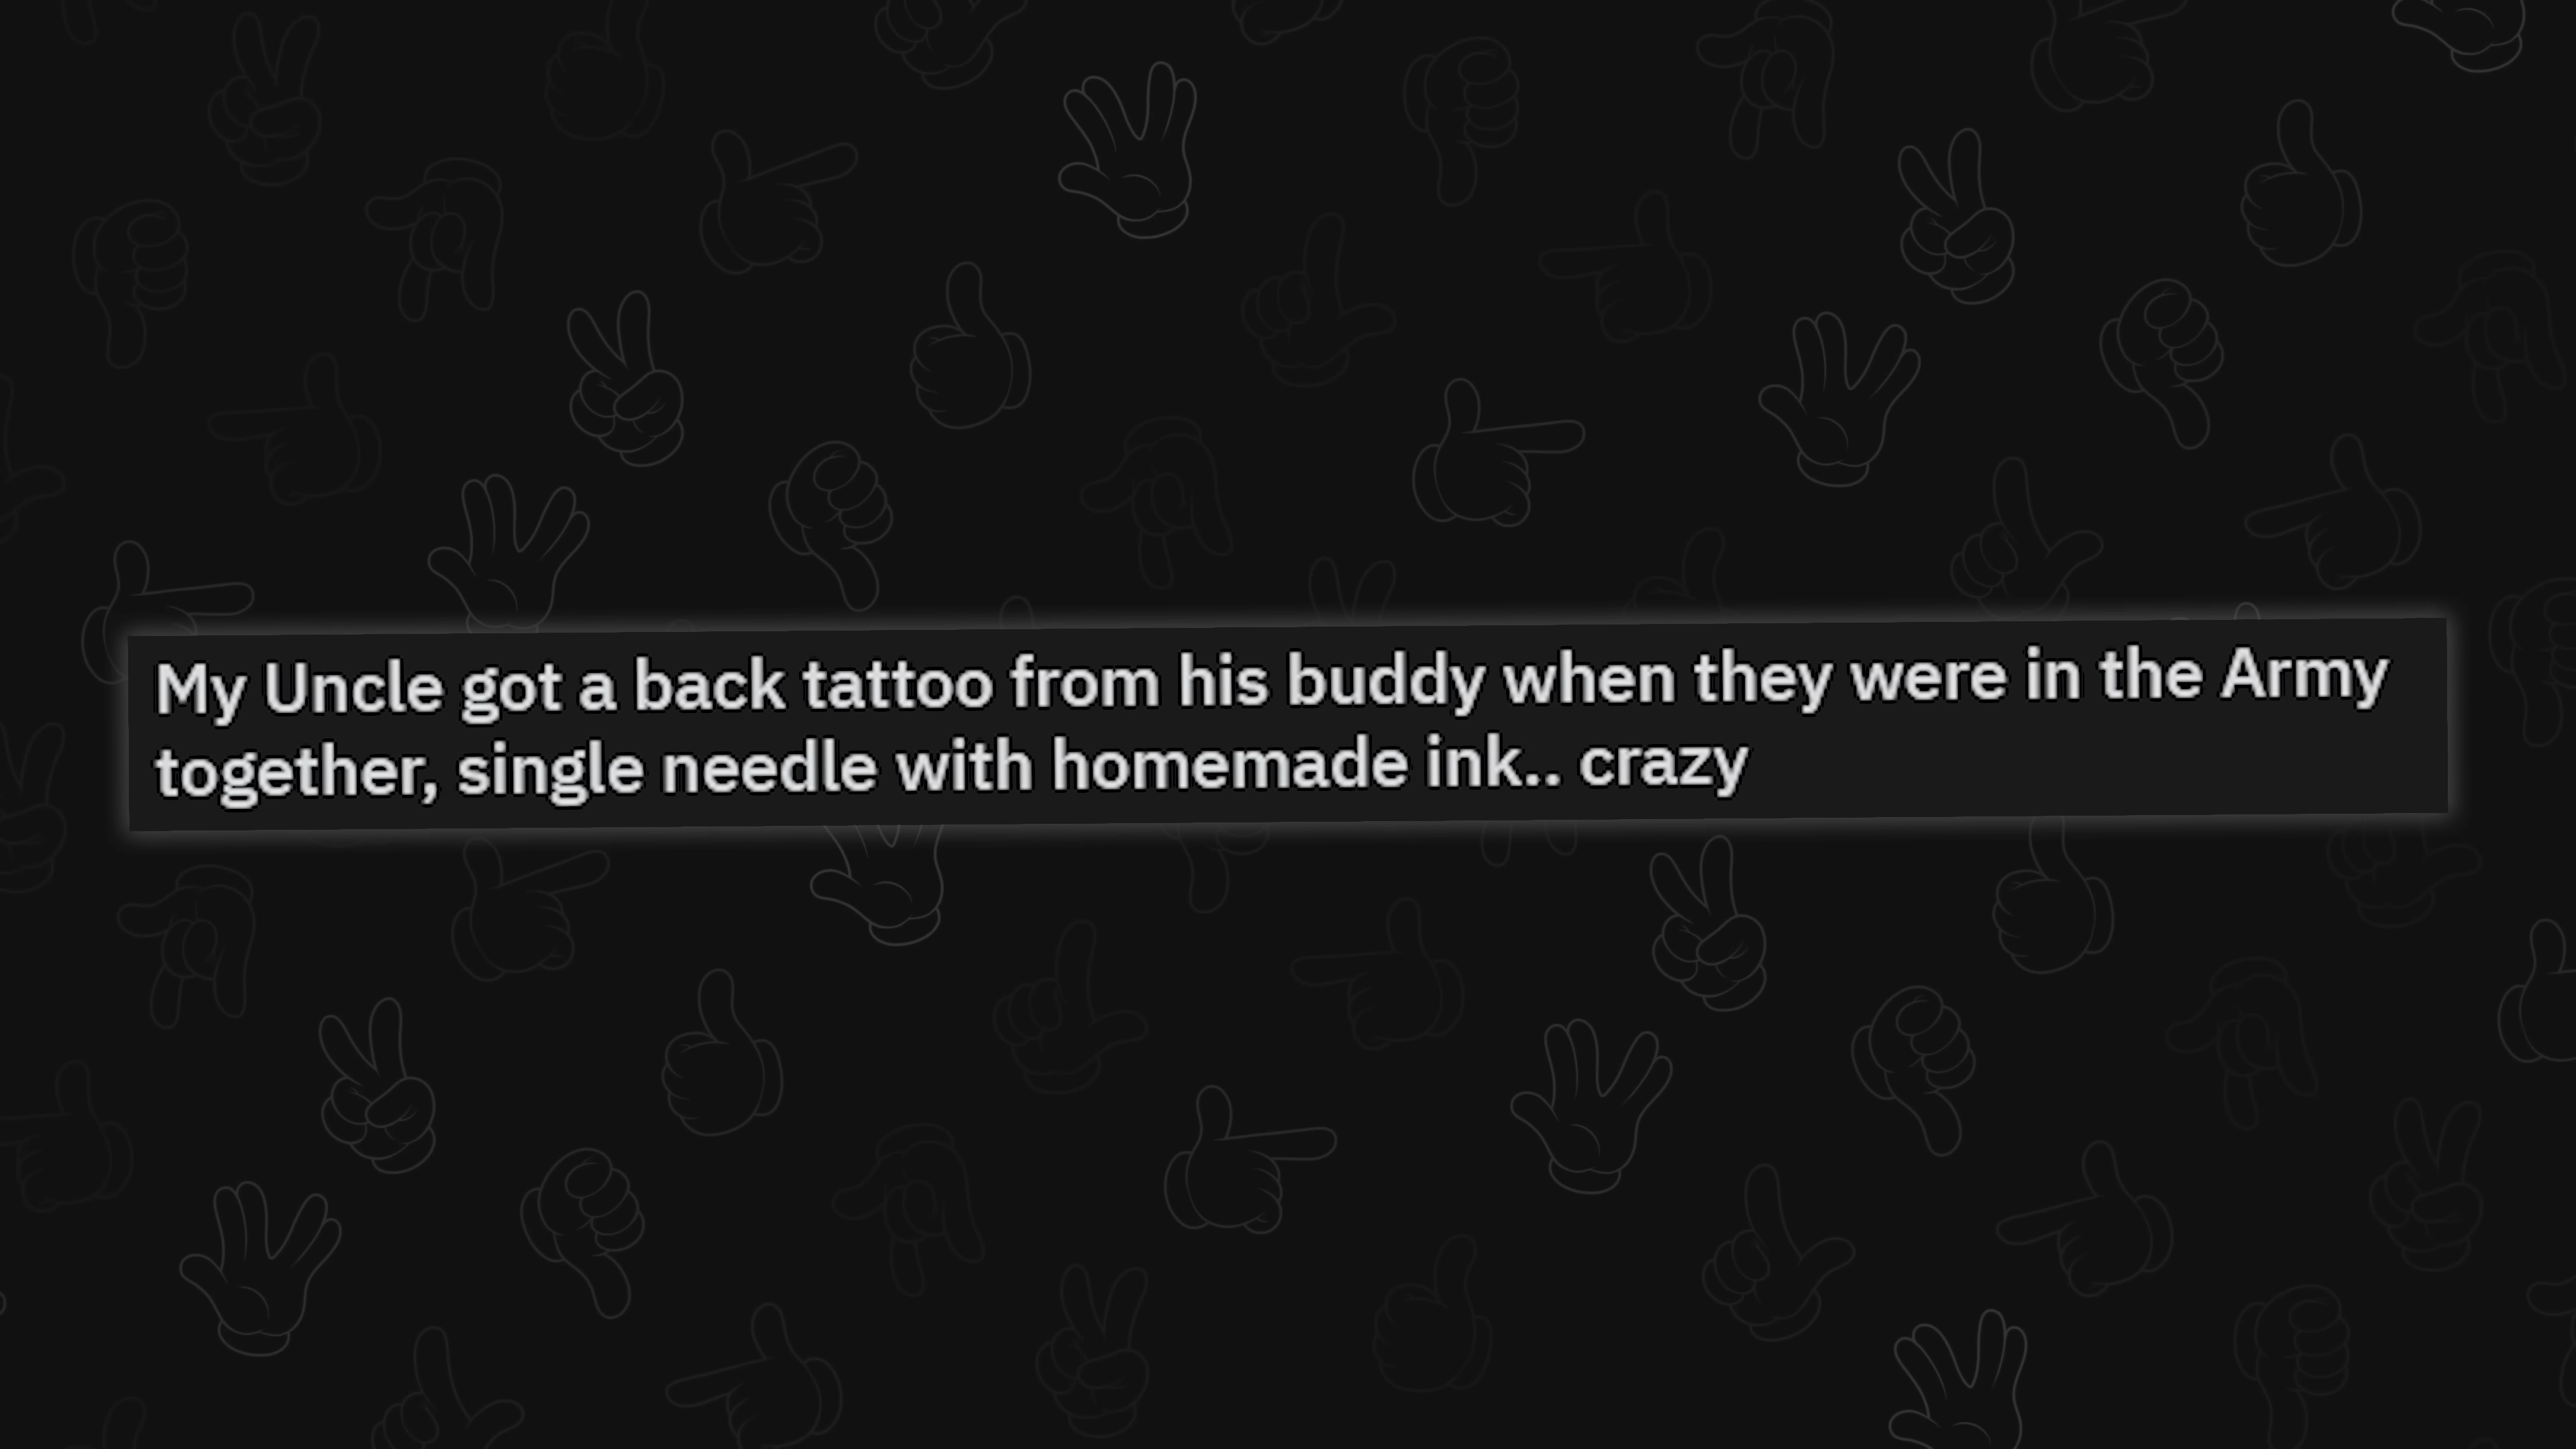 My Uncle got a back tattoo from his buddy when they were in the Army
together, single needle with homemade ink.. crazy